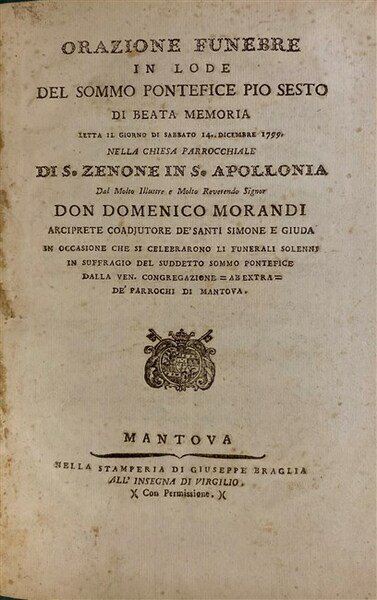 ORAZIONE FUNEBRE
IN LODE
DEL SOMMO PONTEFICE PIO SESTO
DI BEATA MEMORIA
LETTA IL GIORNO DI SABBATO 14. DICEMBRE 1799.
NELLA CHIESA PARROCCHIALE
DI S. ZENONE IN S. APOLLONIA
Dal Molto Illustre e Molto Reverendo Signor
DON DOMENICO MORANDI
ARCIPRETE COADJUTORE DE' SANTI SIMONE E GIUDA
IN OCCASIONE CHE SI CELEBRARONO LI FUNERALI SOLENNI
IN SUFFRAGIO DEL SUDDETTO SOMMO PONTEFICE
DALLA VEN. CONGREGAZIONE = AB EXTRA =
DE' PARROCHI DI MANTOVA.
MANTOVA
NELLA STAMPERIA DI GIUSEPPE BRAGLIA
ALL' INSEGNA DI VIRGILIO.
)( Con Permissione. )(